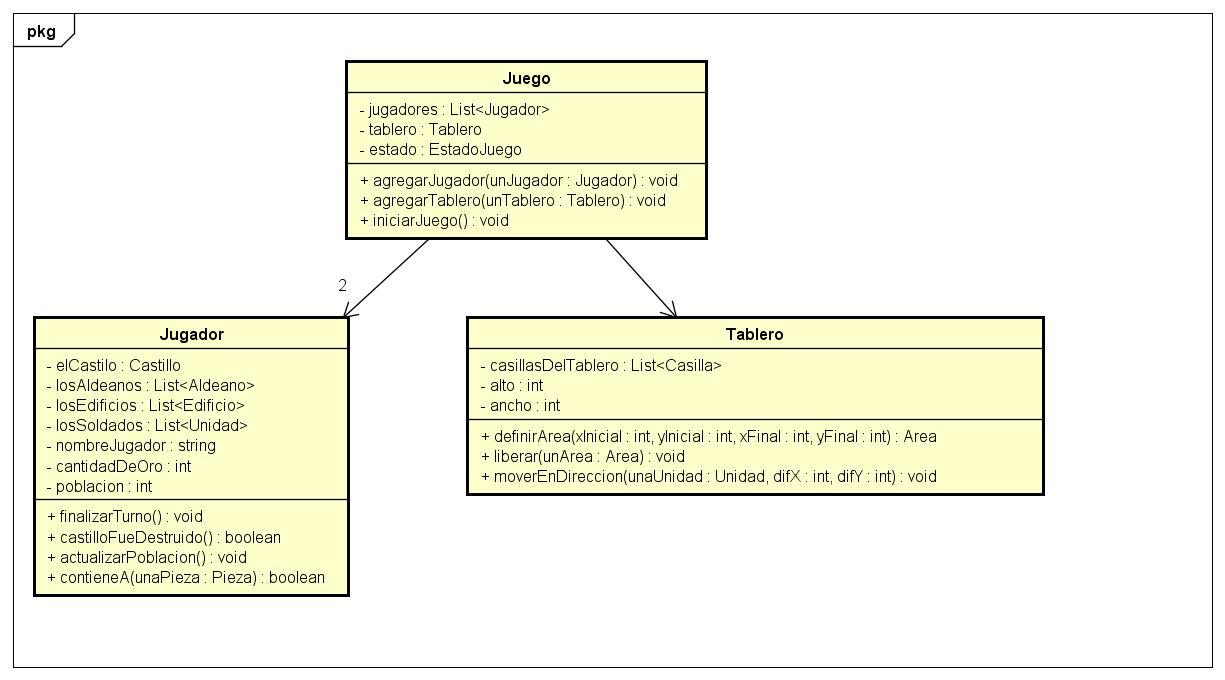 pkg
Juego
- jugadores : List<Jugador>
- tablero : Tablero
- estado : EstadoJuego
+ agregarJugador(unJugador : Jugador) : void
+ agregarTablero(unTablero : Tablero) : void
+ iniciarJuego() : void
2
Jugador
- elCastilo : Castillo
- losAldeanos : List<Aldeano>
- losEdificios : List<Edificio>
- losSoldados : List<Unidad>
- nombreJugador : string
- cantidadDeOro : int
- poblacion : int
+ finalizarTurno() : void
+ castilloFueDestruido() : boolean
+ actualizarPoblacion() : void
+ contieneA(unaPieza : Pieza) : boolean
Tablero
- casillasDelTablero : List<Casilla>
- alto : int
- ancho : int
+ definirArea(xInicial : int, yInicial : int, xFinal : int, yFinal : int) : Area
+ liberar(unArea : Area) : void
+ moverEnDireccion(unaUnidad : Unidad, difX : int, difY : int) : void